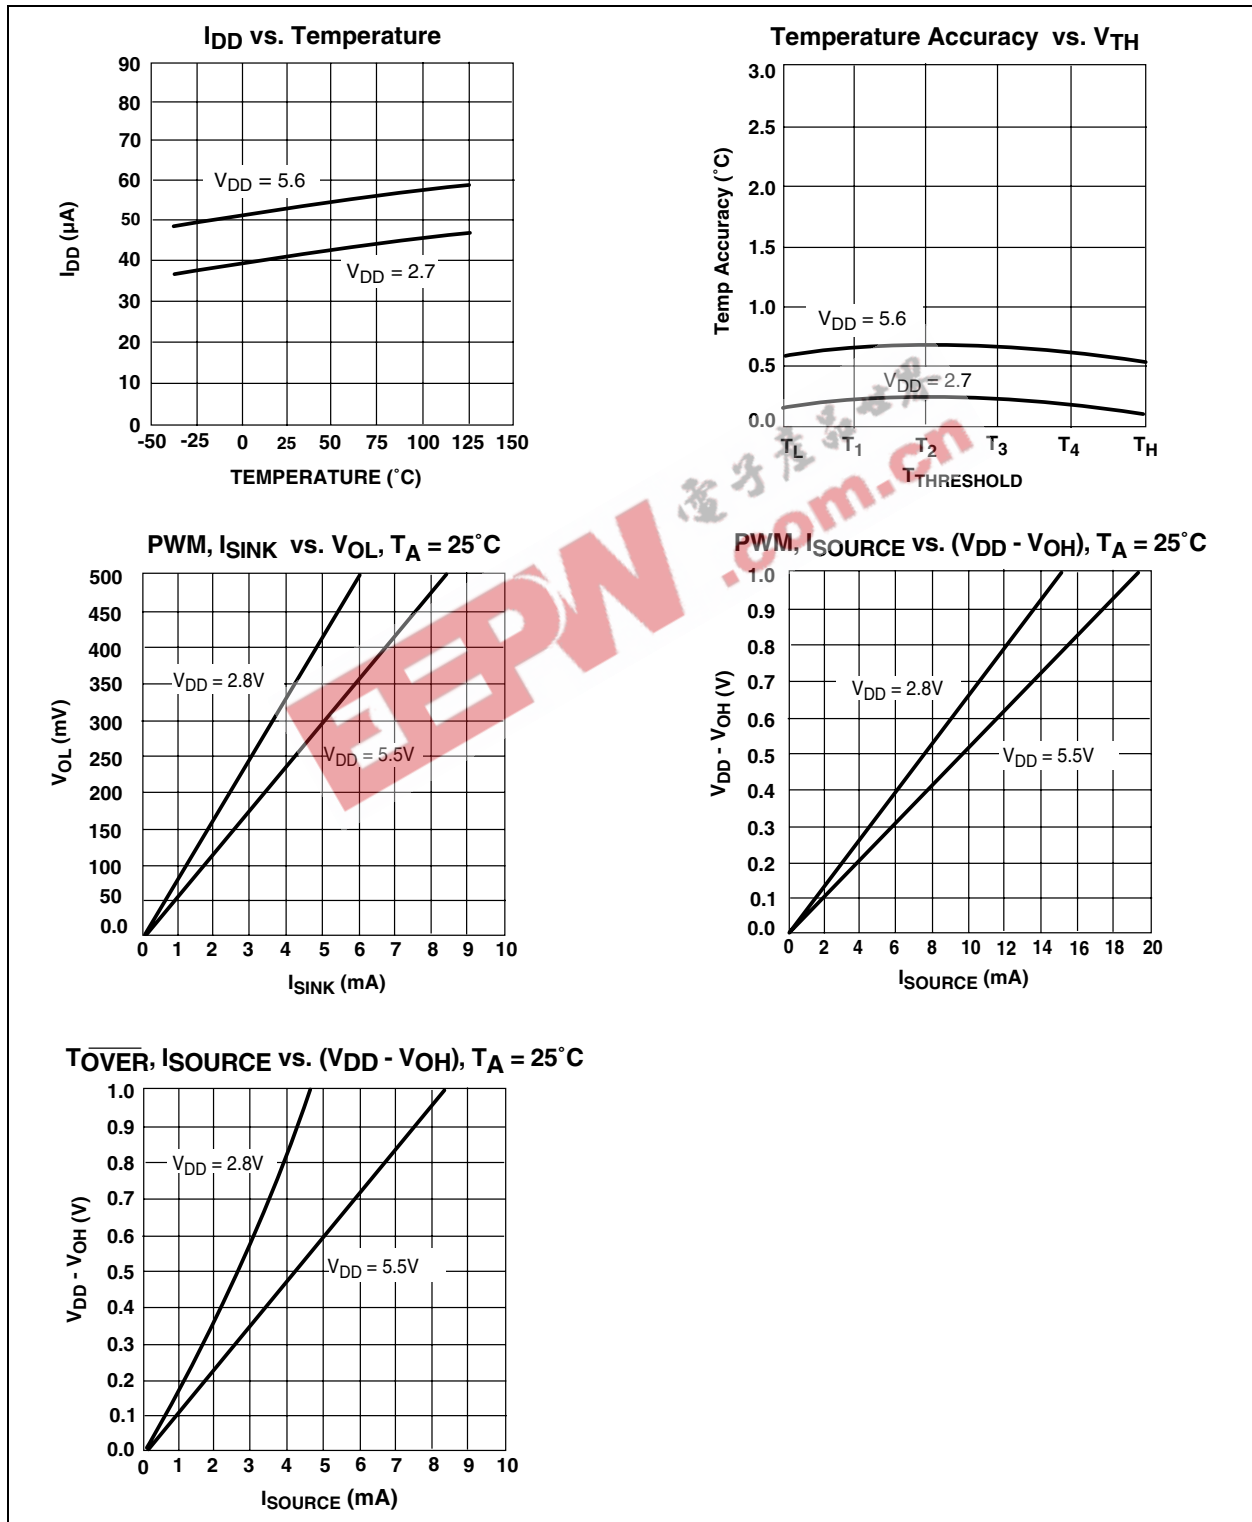 IDD vs. Temperature
90
80
70
60
50
40
30
20
10
0
IDD (µA)
VDD = 5.6
VDD = 2.7
-50 -25 0 25 50 75 100 125 150
TEMPERATURE (˚C)
Temperature Accuracy vs. VTH
3.0
2.5
2.0
1.5
1.0
0.5
0.0
Temp Accuracy (˚C)
VDD = 5.6
VDD = 2.7
TL T1 T2 T3 T4 TH
TTHRESHOLD
PWM, ISINK vs. VOL, TA = 25˚C
500
450
400
350
300
250
200
150
100
50
0.0
VOL (mV)
VDD = 2.8V
VDD = 5.5V
0 1 2 3 4 5 6 7 8 9 10
ISINK (mA)
PWM, ISOURCE vs. (VDD - VOH), TA = 25˚C
1.0
0.9
0.8
0.7
0.6
0.5
0.4
0.3
0.2
0.1
0.0
VDD - VOH (V)
VDD = 2.8V
VDD = 5.5V
0 2 4 6 8 10 12 14 16 18 20
ISOURCE (mA)
TOVER, ISOURCE vs. (VDD - VOH), TA = 25˚C
1.0
0.9
0.8
0.7
0.6
0.5
0.4
0.3
0.2
0.1
0.0
VDD - VOH (V)
VDD = 2.8V
VDD = 5.5V
0 1 2 3 4 5 6 7 8 9 10
ISOURCE (mA)
EEPW
.com.cn
電子產品世界